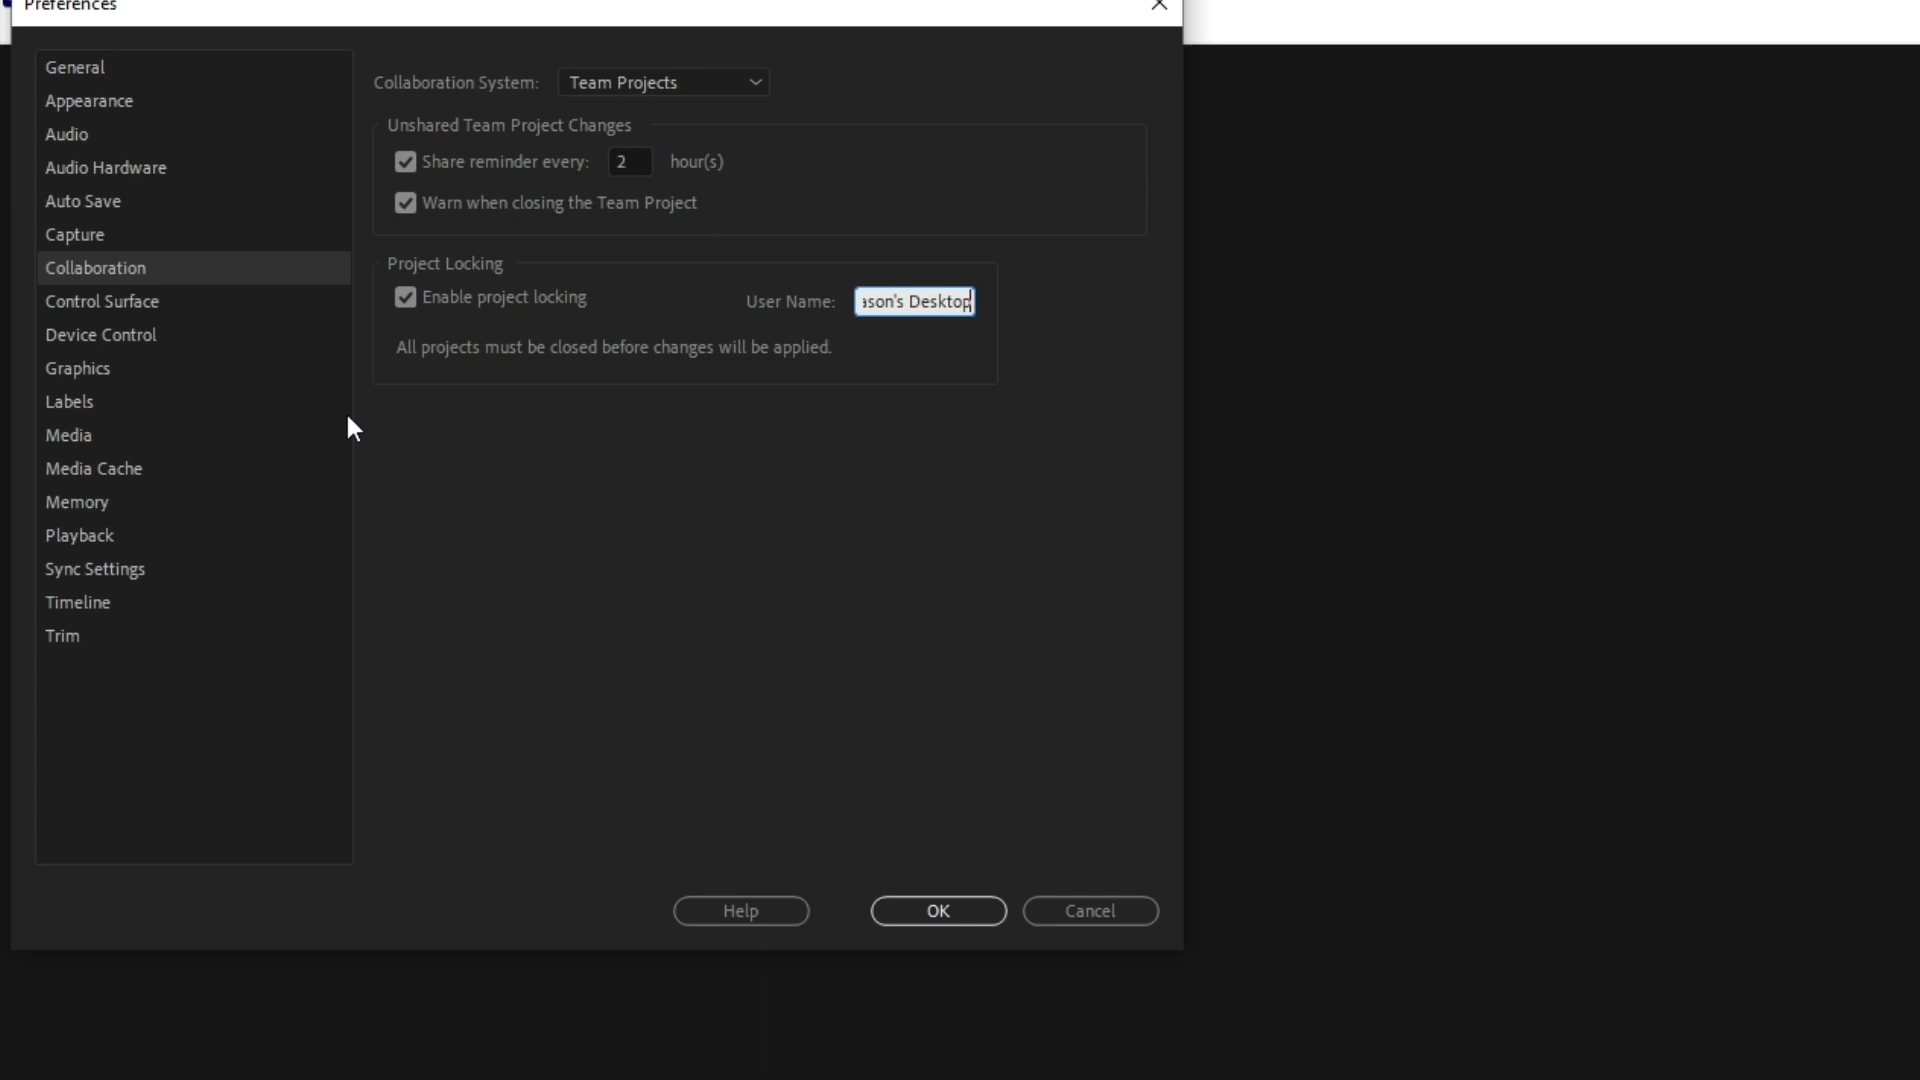 Preferences
General
Appearance
Audio
Audio Hardware
Auto Save
Capture
Collaboration
Control Surface
Device Control
Graphics
Labels
Media
Media Cache
Memory
Playback
Sync Settings
Timeline
Trim
Collaboration System: Team Projects
Unshared Team Project Changes
Share reminder every: 2 hour(s)
Warn when closing the Team Project
Project Locking
Enable project locking User Name: ason's Desktop
All projects must be closed before changes will be applied.
Help OK Cancel